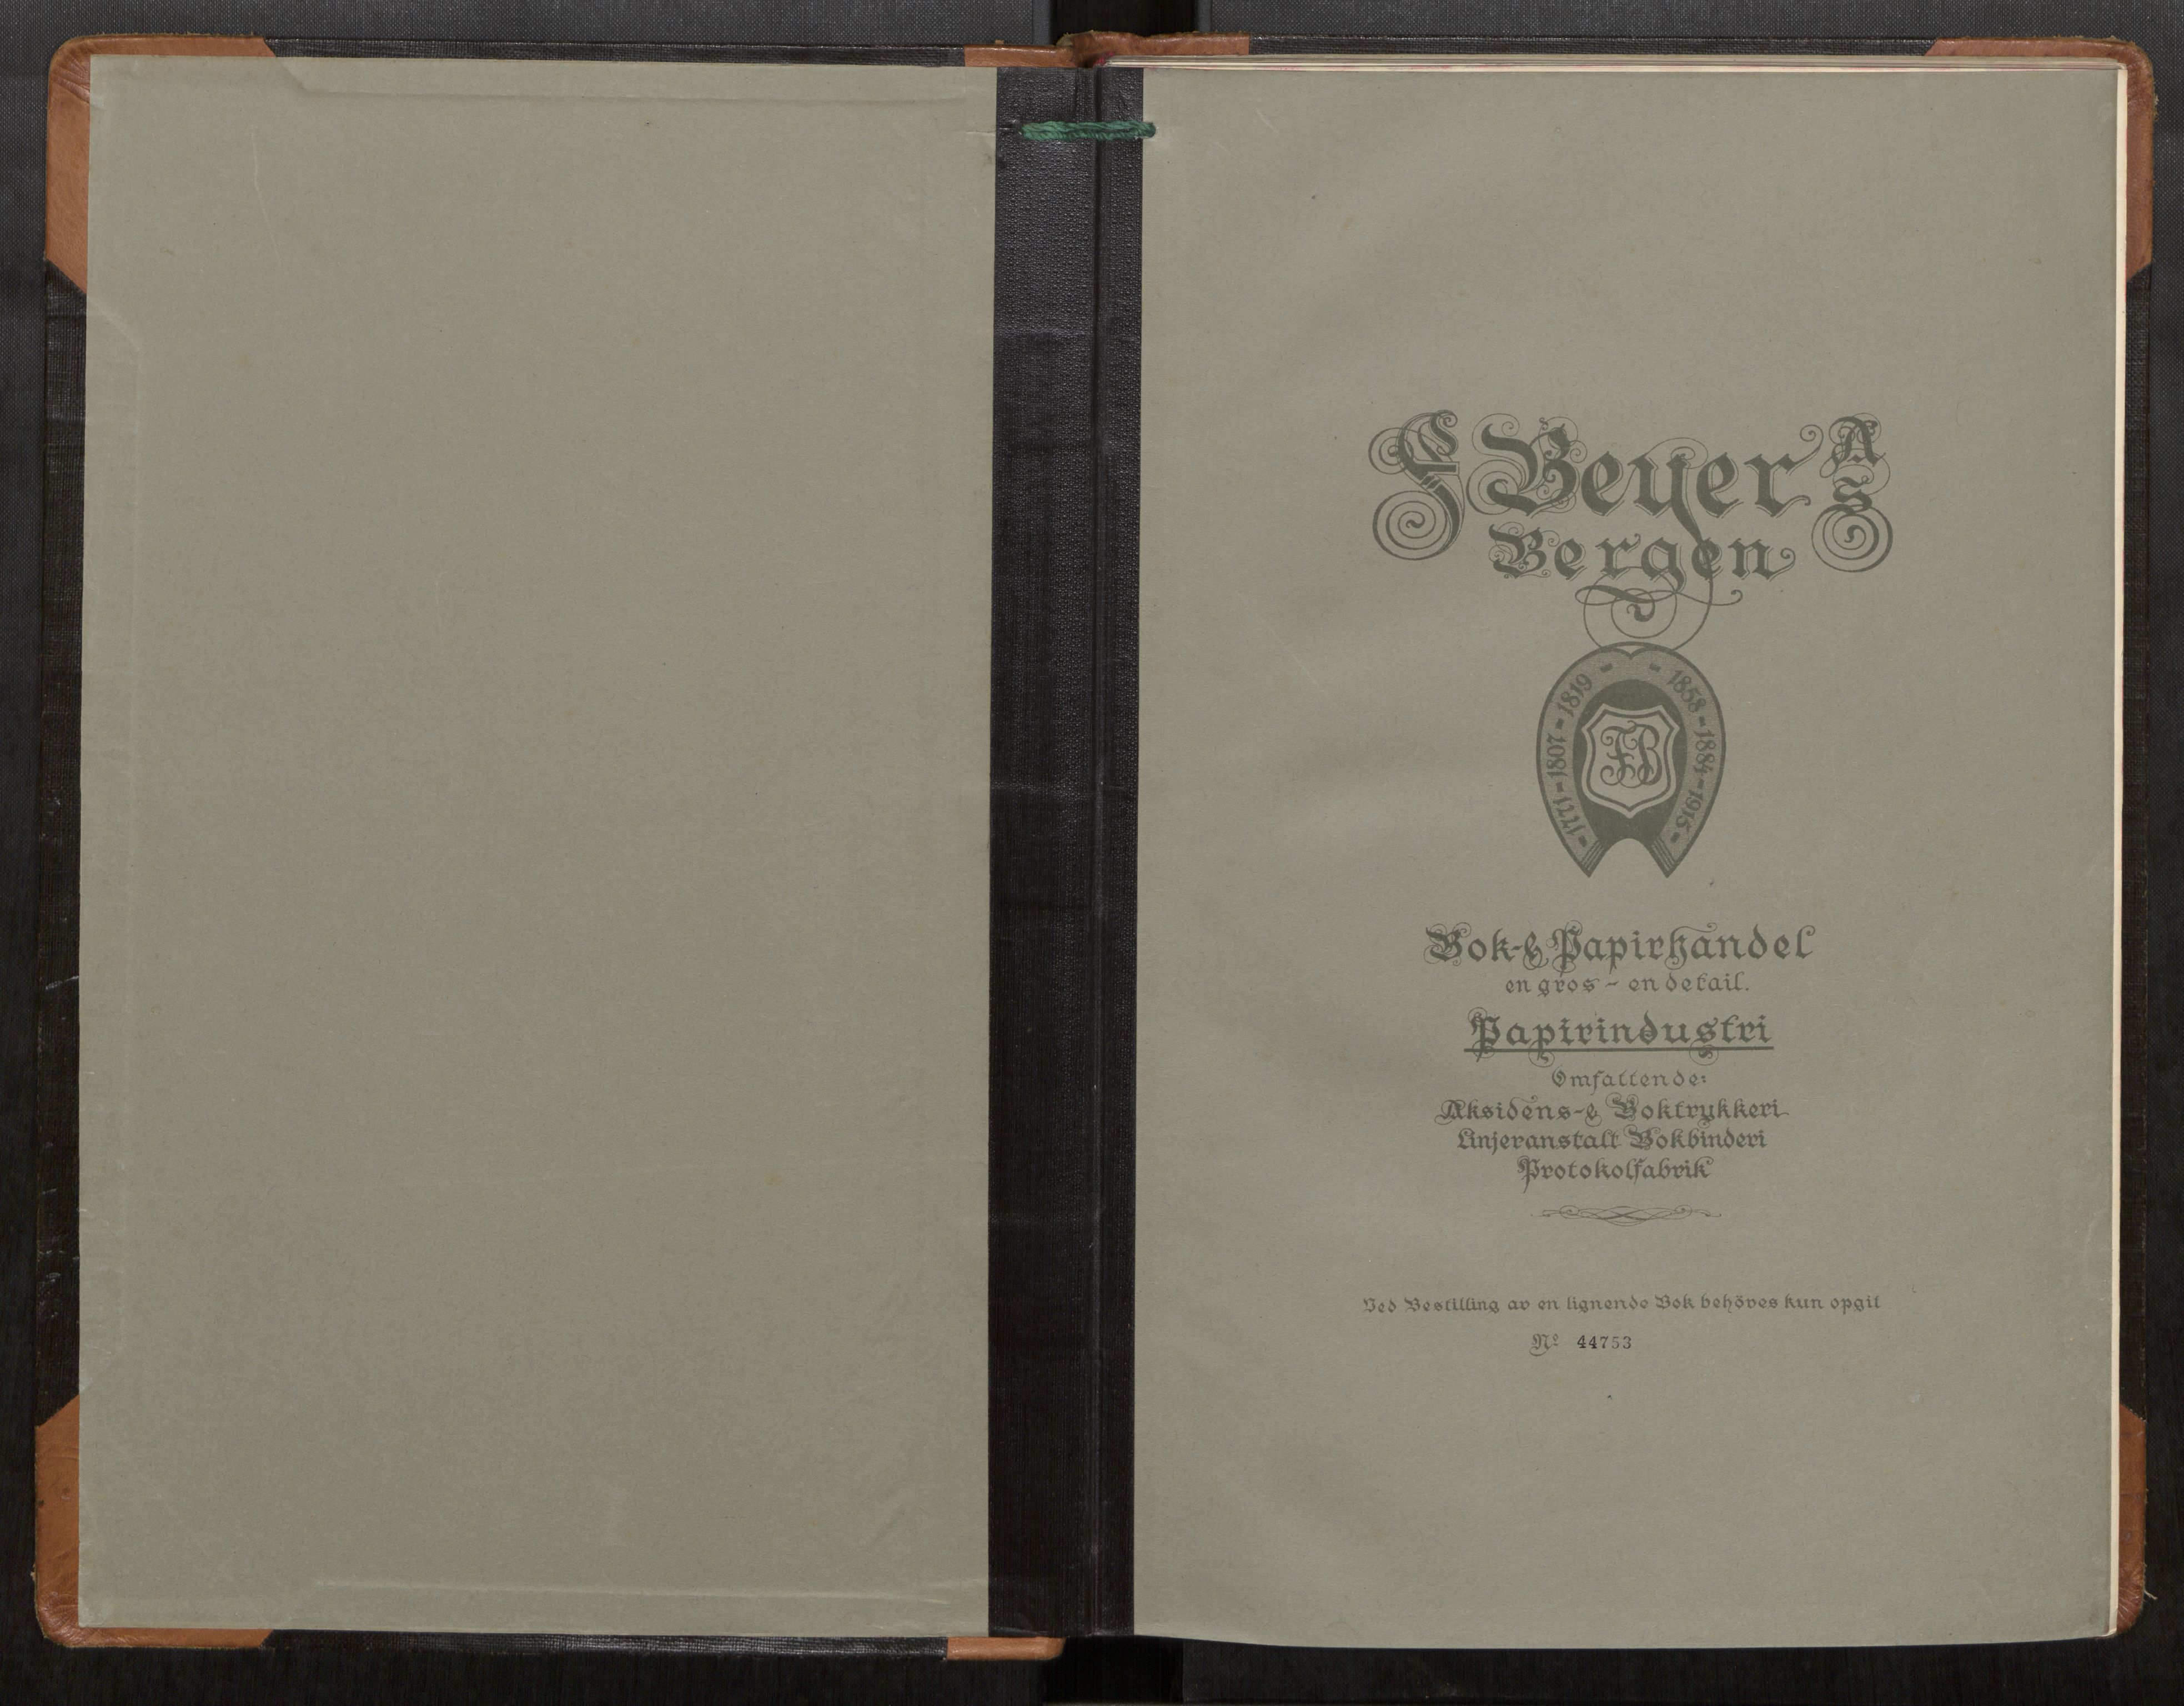 F Beyer A/S
Bergen
1771 - 1807 - 1819 - - 1858 - 1884 - 1915
FB
Bok- & Papirhandel
en gros - en detail.
Papirindustri
Omfattende:
Aksidens- & Boktrykkeri
Linjeranstalt Bokbinderi
Protokolfabrik
Ved Bestilling av en lignende Bok behöves kun opgit
Nº 44753